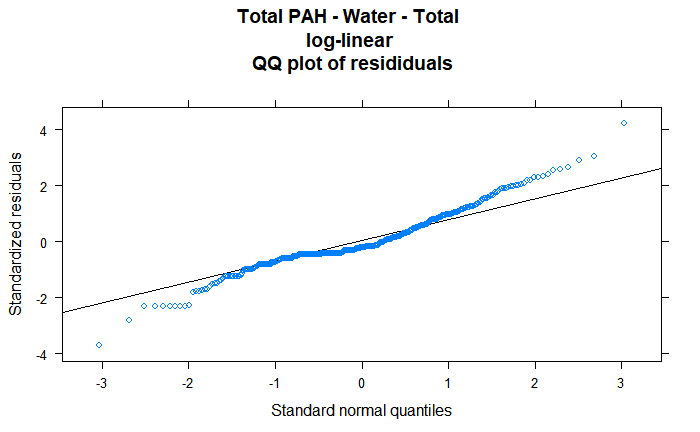 Total PAH - Water - Total
log-linear
QQ plot of resididuals
Standardized residuals
4
2
0
-2
-4
-3 -2 -1 0 1 2 3
Standard normal quantiles